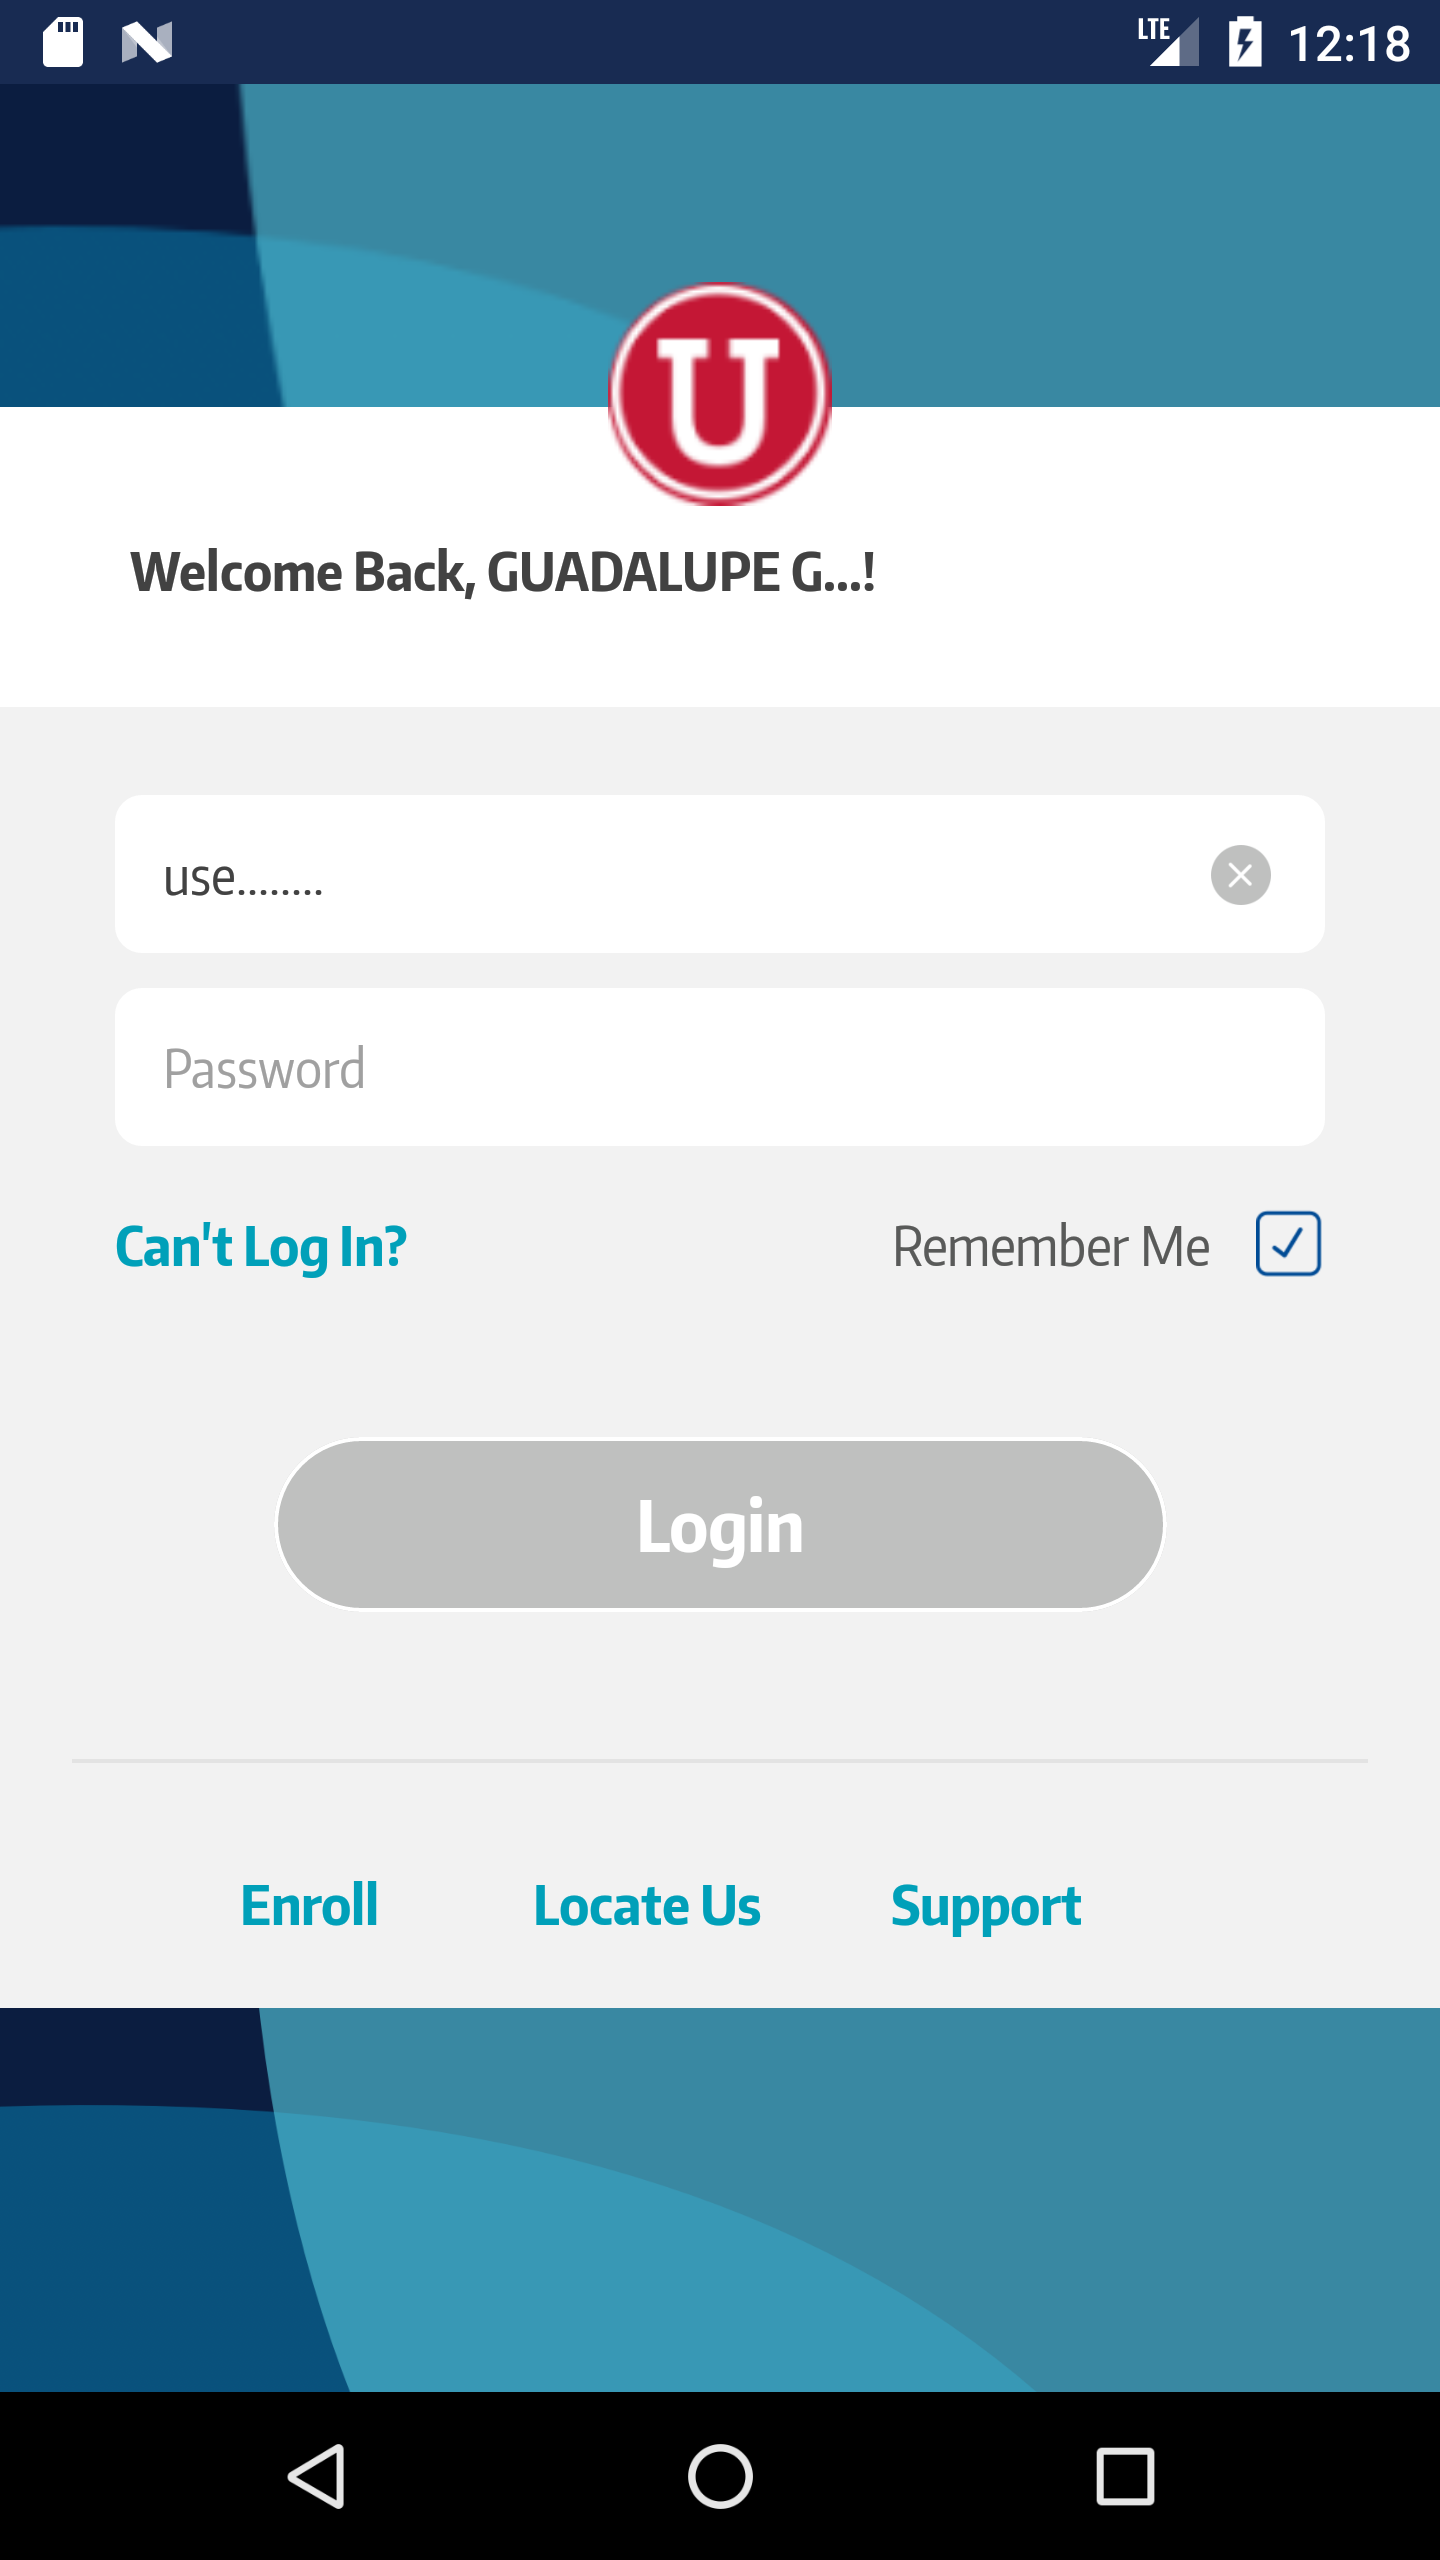 LTE 12:18
U
Welcome Back, GUADALUPE G...!
use........
Password
Can't Log In? Remember Me
Login
Enroll Locate Us Support